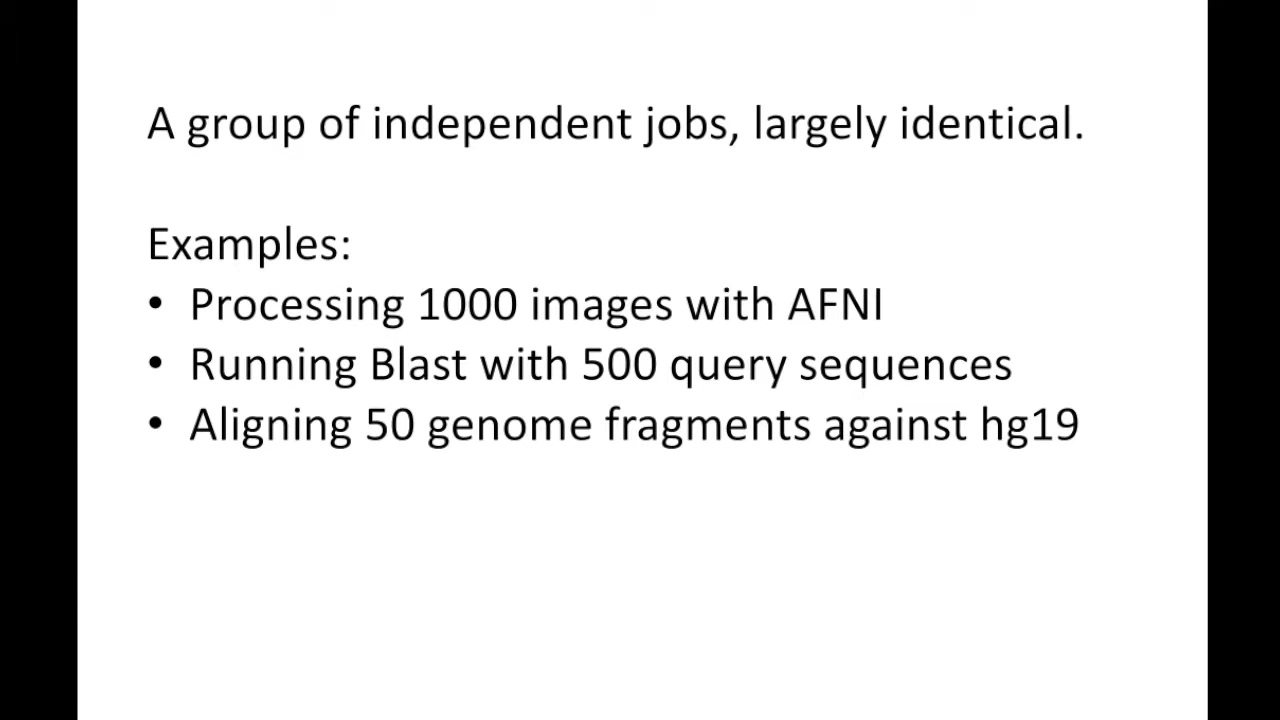 A group of independent jobs, largely identical.
Examples:
• Processing 1000 images with AFNI
• Running Blast with 500 query sequences
• Aligning 50 genome fragments against hg19